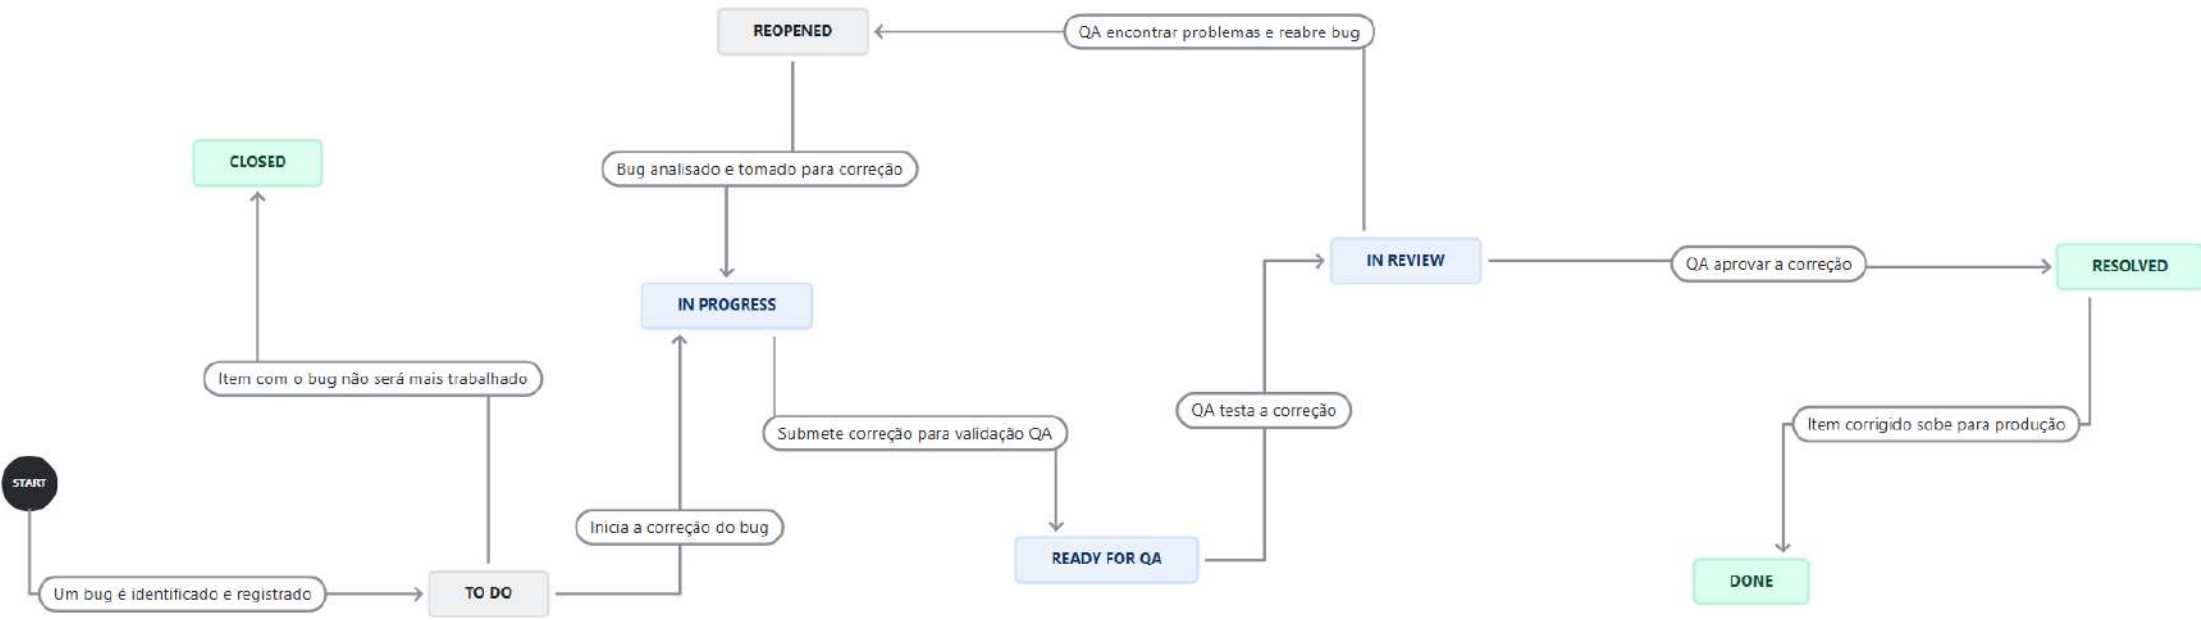 REOPENED
QA encontrar problemas e reabre bug
CLOSED
Bug analisado e tomado para correção
IN REVIEW
QA aprovar a correção
RESOLVED
IN PROGRESS
Item com o bug não será mais trabalhado
QA testa a correção
Submete correção para validação QA
Item corrigido sobe para produção
START
Inicia a correção do bug
READY FOR QA
DONE
Um bug é identificado e registrado
TO DO